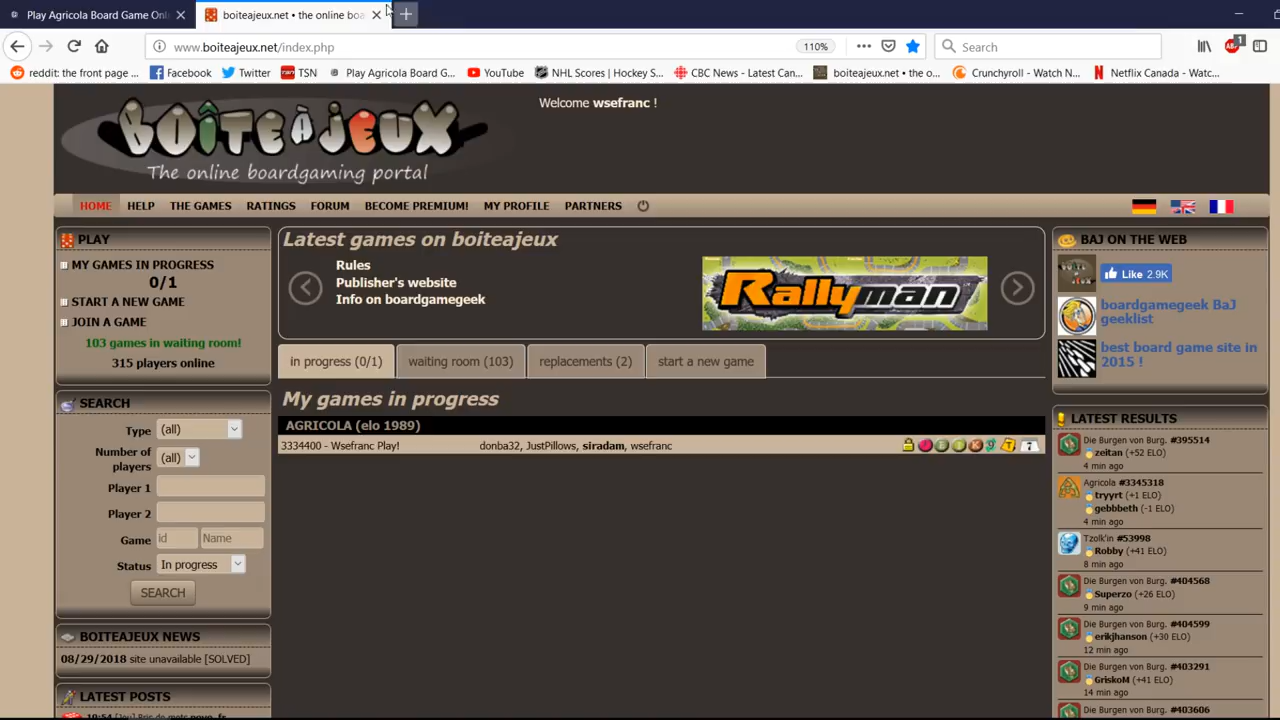 Play Agricola Board Game Onl
boiteajeux.net • the online boa
www.boiteajeux.net/index.php
110%
Search
ABP
1
reddit: the front page ...
Facebook
Twitter
TSN
Play Agricola Board G...
YouTube
NHL Scores | Hockey S...
CBC News - Latest Can...
boiteajeux.net • the o...
Crunchyroll - Watch N...
Netflix Canada - Watc...
BOÎTEÀJEUX
The online boardgaming portal
Welcome wsefranc !
HOME
HELP
THE GAMES
RATINGS
FORUM
BECOME PREMIUM!
MY PROFILE
PARTNERS
PLAY
MY GAMES IN PROGRESS
0/1
START A NEW GAME
JOIN A GAME
103 games in waiting room!
315 players online
SEARCH
Type (all)
Number of players (all)
Player 1
Player 2
Game id Name
Status In progress
SEARCH
BOITEAJEUX NEWS
08/29/2018 site unavailable [SOLVED]
LATEST POSTS
19:54 [Jeu] Bric de mots
Latest games on boiteajeux
Rules
Publisher's website
Info on boardgamegeek
Rallyman
in progress (0/1)
waiting room (103)
replacements (2)
start a new game
My games in progress
AGRICOLA (elo 1989)
3334400 - Wsefranc Play! donba32, JustPillows, siradam, wsefranc
BAJ ON THE WEB
Like 2.9K
boardgamegeek BaJ
geeklist
best board game site in
2015 !
LATEST RESULTS
Die Burgen von Burg. #395514
zeitan (+52 ELO)
4 min ago
Agricola #3345318
tryyrt (+1 ELO)
gebbbeth (-1 ELO)
4 min ago
Tzolk'in #53998
Robby (+41 ELO)
8 min ago
Die Burgen von Burg. #404568
Superzo (+26 ELO)
9 min ago
Die Burgen von Burg. #404599
erikjhanson (+30 ELO)
12 min ago
Die Burgen von Burg. #403291
GriskoM (+41 ELO)
14 min ago
Die Burgen von Burg. #403606